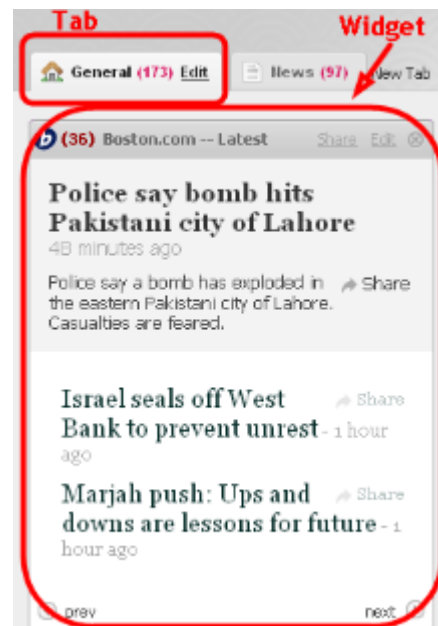 Tab
Widget
General (173) Edit
News (97)
New Tab
(36) Boston.com -- Latest Share Edit
Police say bomb hits
Pakistani city of Lahore
48 minutes ago
Police say a bomb has exploded in Share
the eastern Pakistani city of Lahore.
Casualties are feared.
Israel seals off West Share
Bank to prevent unrest - 1 hour
ago
Marjah push: Ups and Share
downs are lessons for future - 1
hour ago
prev next